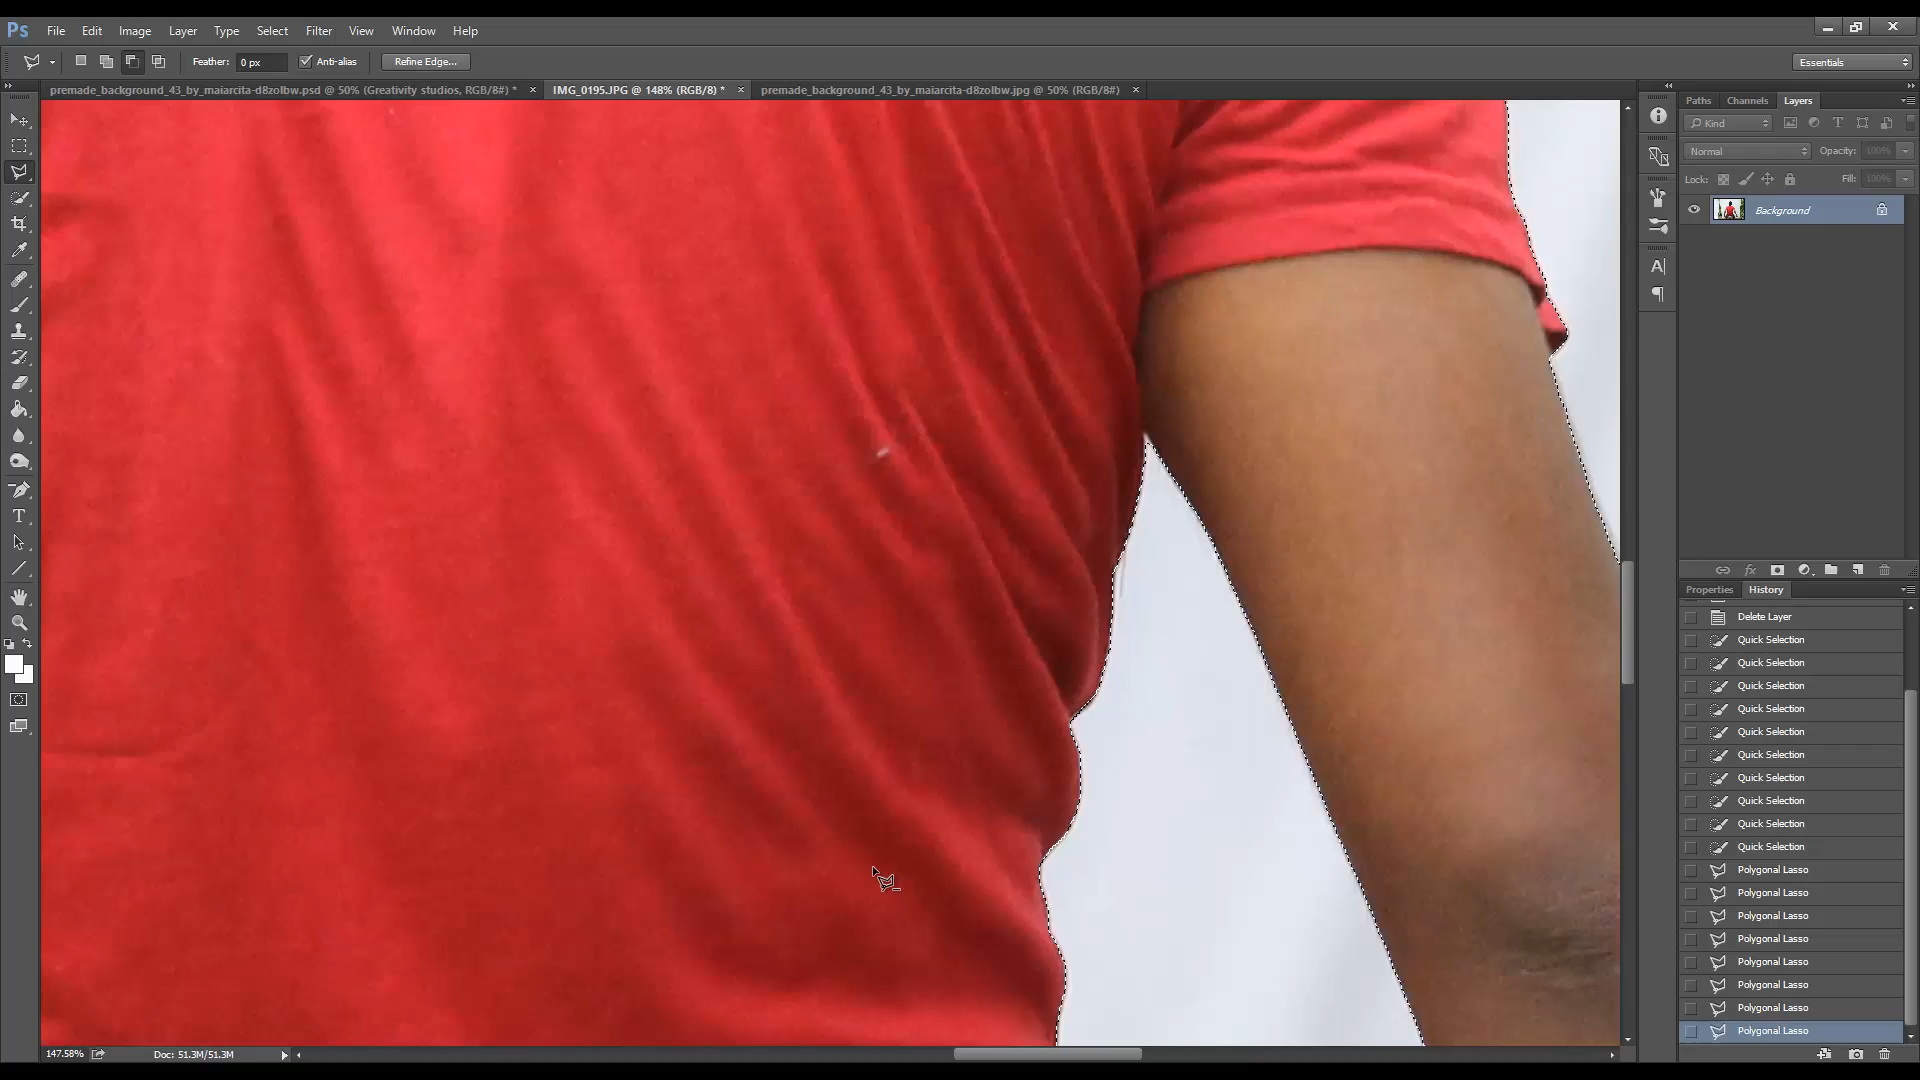 Ps File Edit Image Layer Type Select Filter View Window Help
Feather: 0 px Anti-alias Refine Edge... Essentials
premade_background_43_by_maiarcita-d8zolbw.psd @ 50% (Greativity studios, RGB/8#) * IMG_0195.JPG @ 148% (RGB/8) * premade_background_43_by_maiarcita-d8zolbw.jpg @ 50% (RGB/8#)
Paths Channels Layers
Kind
Normal Opacity: 100%
Lock: Fill: 100%
Background
Properties History
Delete Layer
Quick Selection
Quick Selection
Quick Selection
Quick Selection
Quick Selection
Quick Selection
Quick Selection
Quick Selection
Quick Selection
Quick Selection
Polygonal Lasso
Polygonal Lasso
Polygonal Lasso
Polygonal Lasso
Polygonal Lasso
Polygonal Lasso
Polygonal Lasso
Polygonal Lasso
147.58% Doc: 51.3M/51.3M